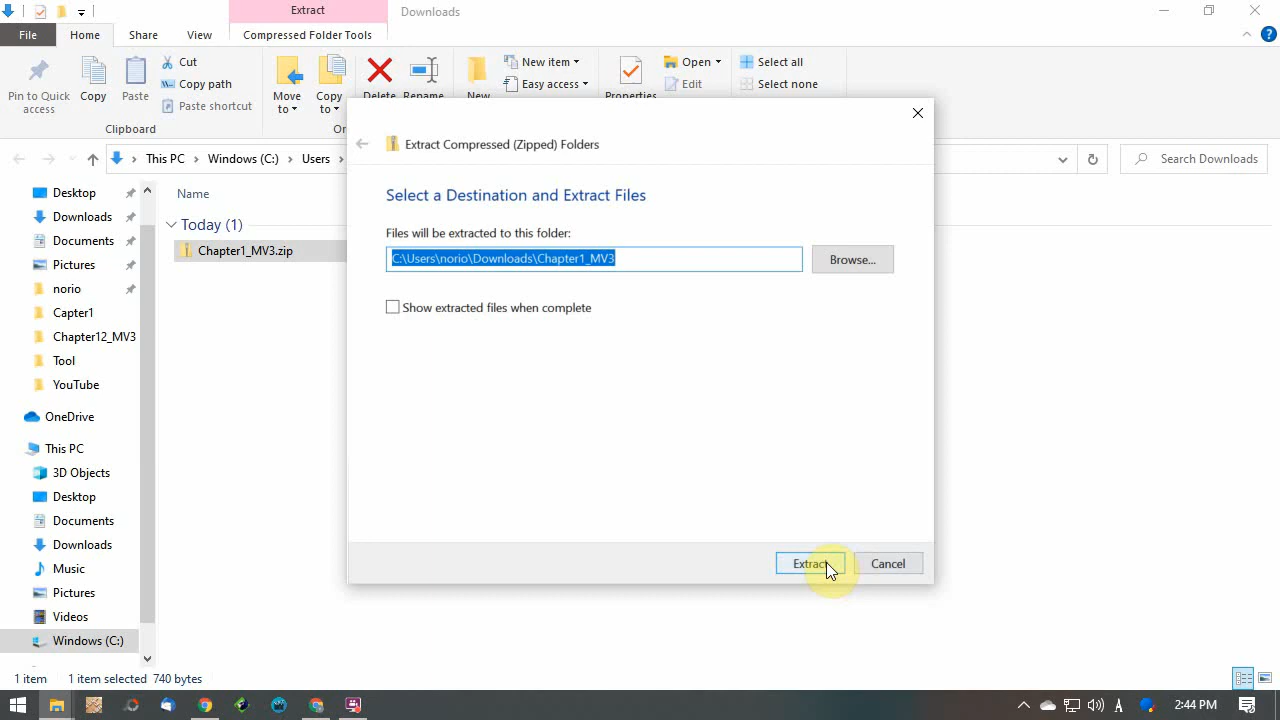 Extract
Downloads
File
Home
Share
View
Compressed Folder Tools
Pin to Quick access
Copy
Paste
Cut
Copy path
Paste shortcut
Clipboard
Move to
Copy to
Delete
Rename
New
New item
Easy access
Properties
Open
Edit
Select all
Select none
This PC
Windows (C:)
Users
Search Downloads
Desktop
Downloads
Documents
Pictures
norio
Capter1
Chapter12_MV3
Tool
YouTube
OneDrive
This PC
3D Objects
Desktop
Documents
Downloads
Music
Pictures
Videos
Windows (C:)
Name
Today (1)
Chapter1_MV3.zip
Extract Compressed (Zipped) Folders
Select a Destination and Extract Files
Files will be extracted to this folder:
C:\Users\norio\Downloads\Chapter1_MV3
Browse...
Show extracted files when complete
Extract
Cancel
1 item
1 item selected 740 bytes
A
2:44 PM